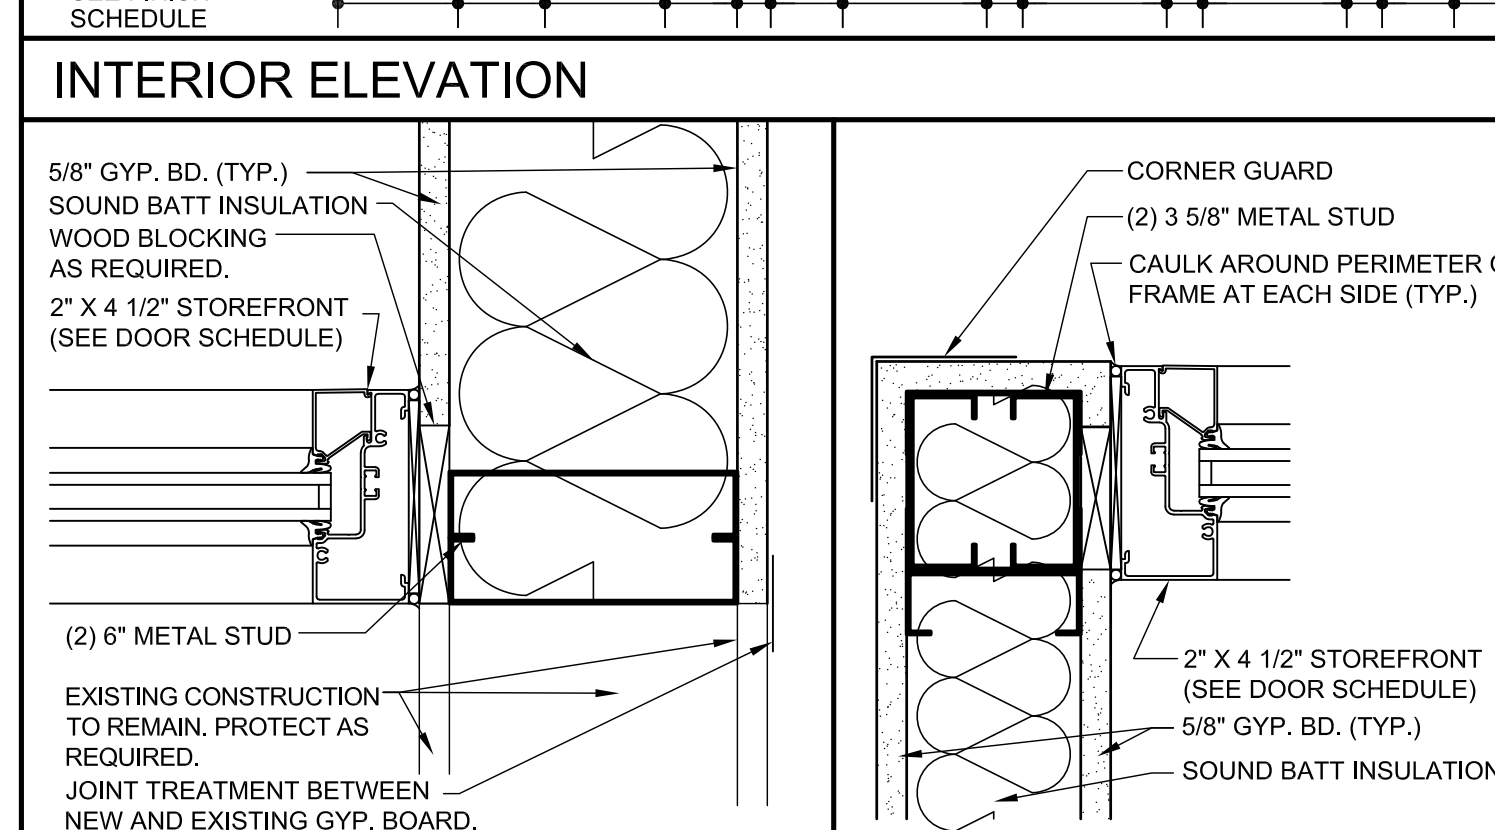 SCHEDULE
INTERIOR ELEVATION
5/8" GYP. BD. (TYP.)
SOUND BATT INSULATION
WOOD BLOCKING
AS REQUIRED.
2" X 4 1/2" STOREFRONT
(SEE DOOR SCHEDULE)
(2) 6" METAL STUD
EXISTING CONSTRUCTION
TO REMAIN. PROTECT AS
REQUIRED.
JOINT TREATMENT BETWEEN
NEW AND EXISTING GYP. BOARD.
CORNER GUARD
(2) 3 5/8" METAL STUD
CAULK AROUND PERIMETER
FRAME AT EACH SIDE (TYP.)
2" X 4 1/2" STOREFRONT
(SEE DOOR SCHEDULE)
5/8" GYP. BD. (TYP.)
SOUND BATT INSULATION